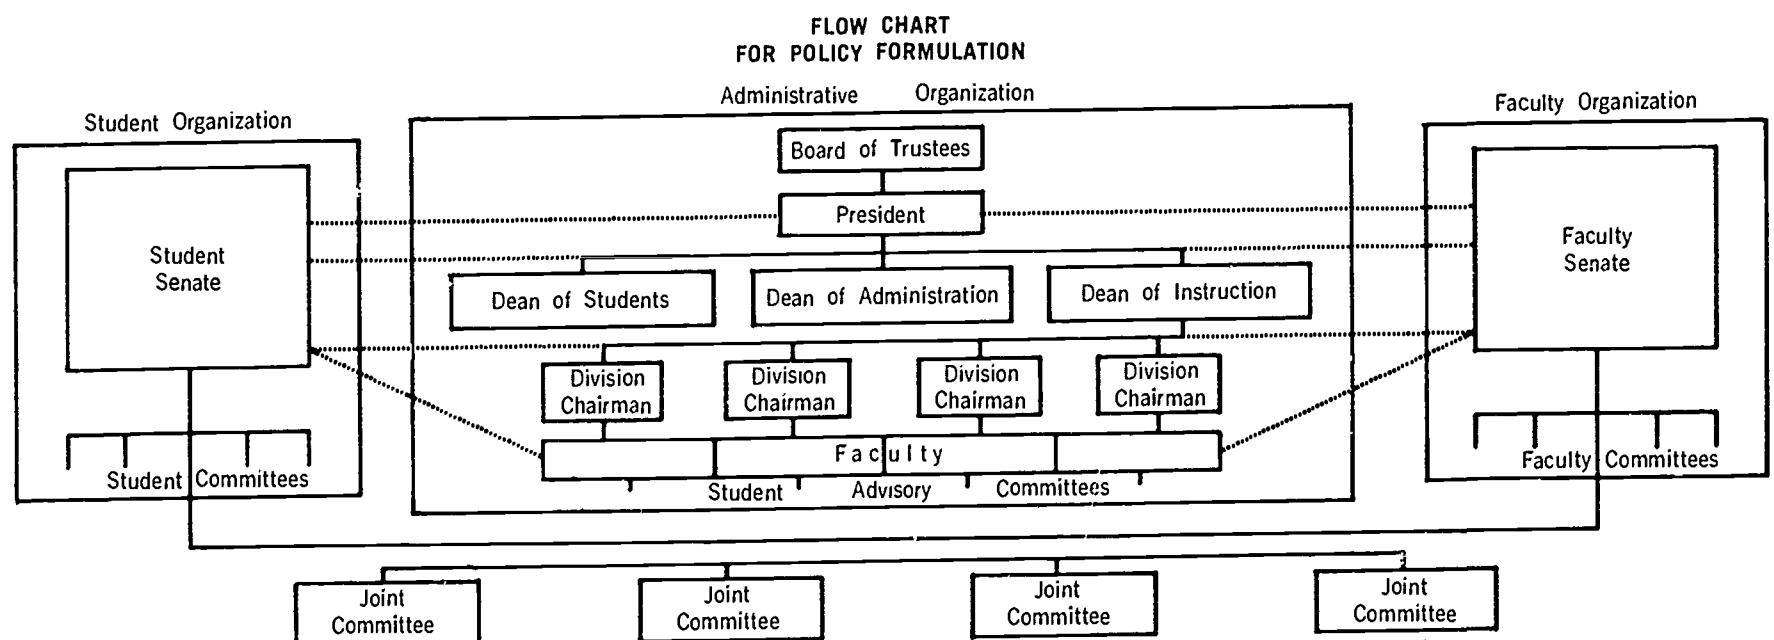 FLOW CHART
FOR POLICY FORMULATION
Administrative Organization
Student Organization
Faculty Organization
Board of Trustees
President
Student
Senate
Faculty
Senate
Dean of Students
Dean of Administration
Dean of Instruction
Division
Chairman
Division
Chairman
Division
Chairman
Division
Chairman
Faculty
Student Committees
Student Advisory Committees
Faculty Committees
Joint
Committee
Joint
Committee
Joint
Committee
Joint
Committee